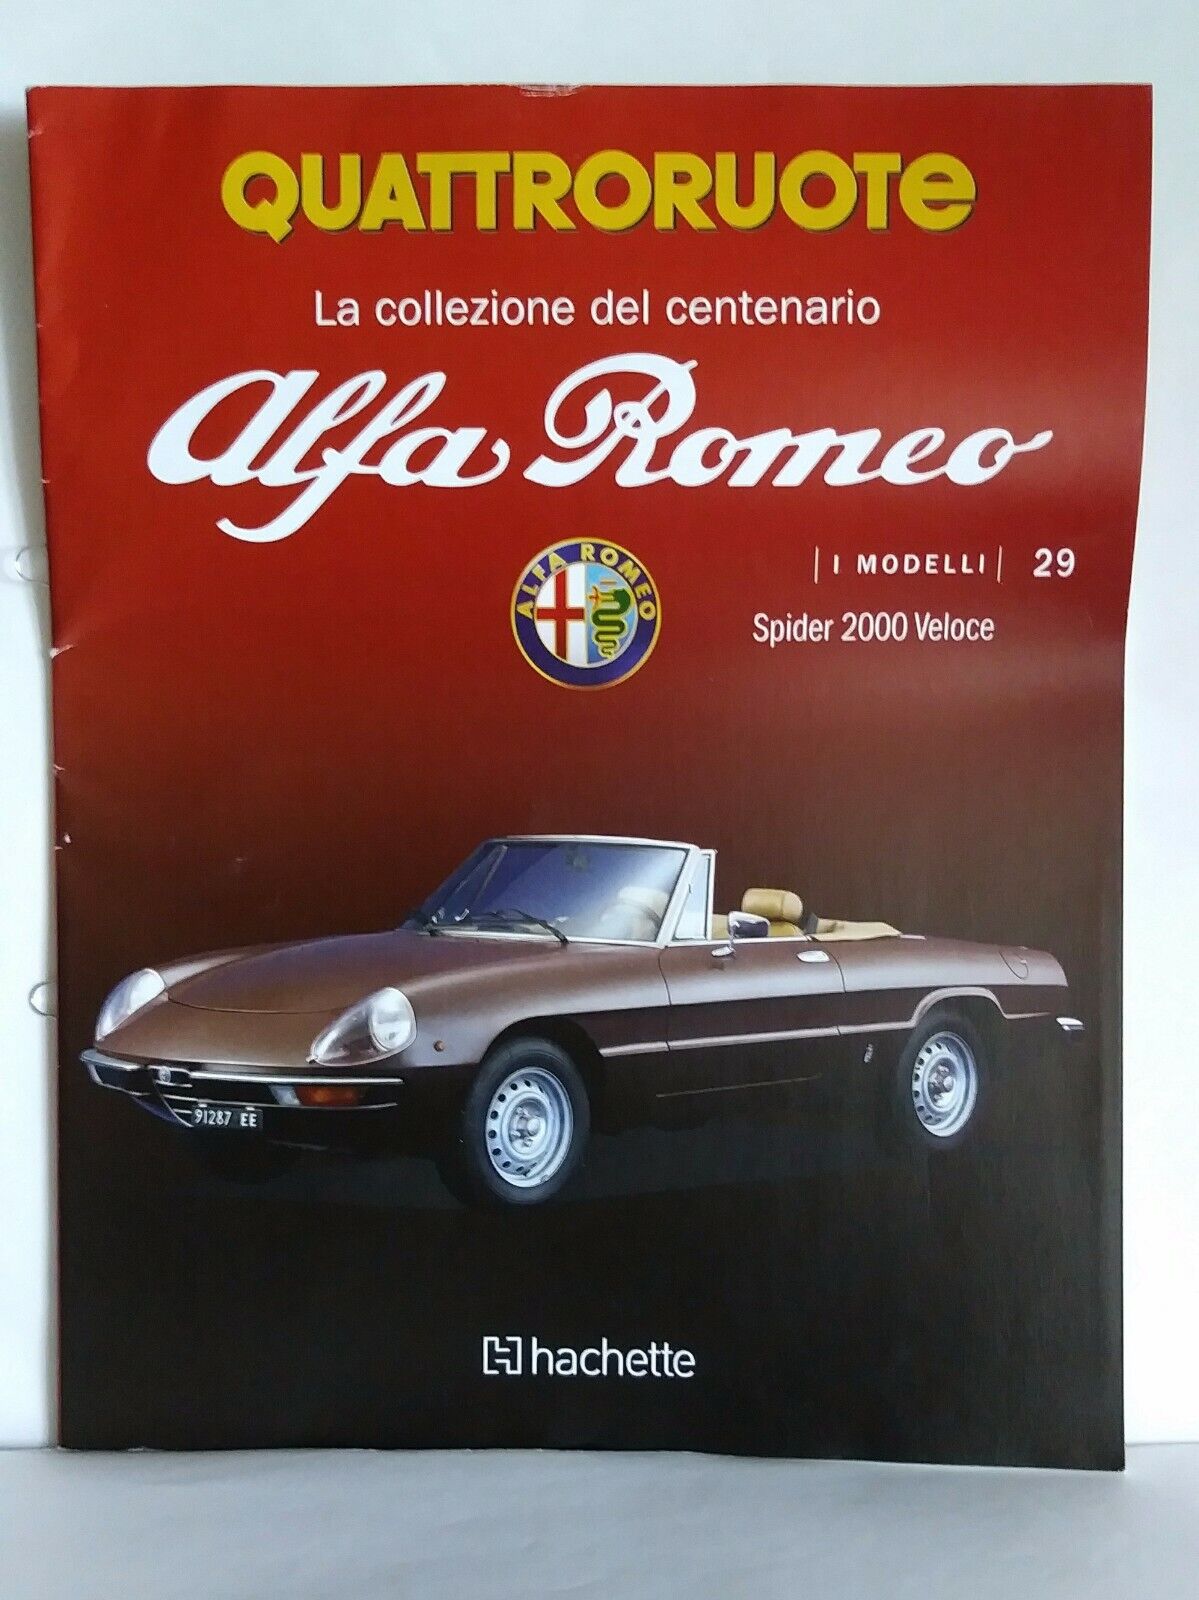 QUATTRORUOTe
La collezione del centenario
Alfa Romeo
ALFA ROMEO
| I MODELLI | 29
Spider 2000 Veloce
91287 EE
hachette